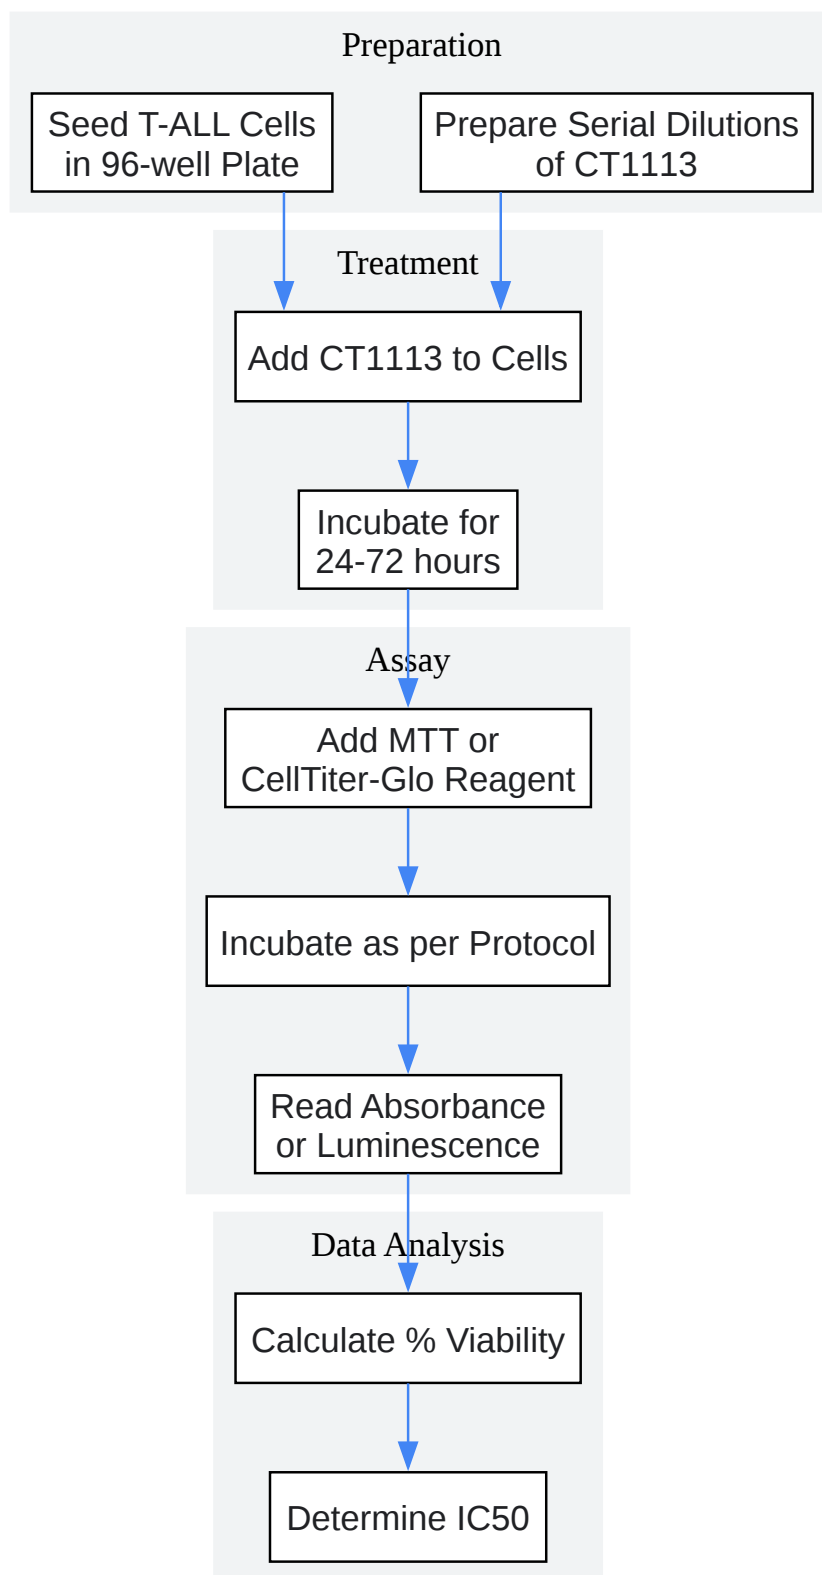 Preparation
Seed T-ALL Cells
in 96-well Plate
Prepare Serial Dilutions
of CT1113
Treatment
Add CT1113 to Cells
Incubate for
24-72 hours
Assay
Add MTT or
CellTiter-Glo Reagent
Incubate as per Protocol
Read Absorbance
or Luminescence
Data Analysis
Calculate % Viability
Determine IC50